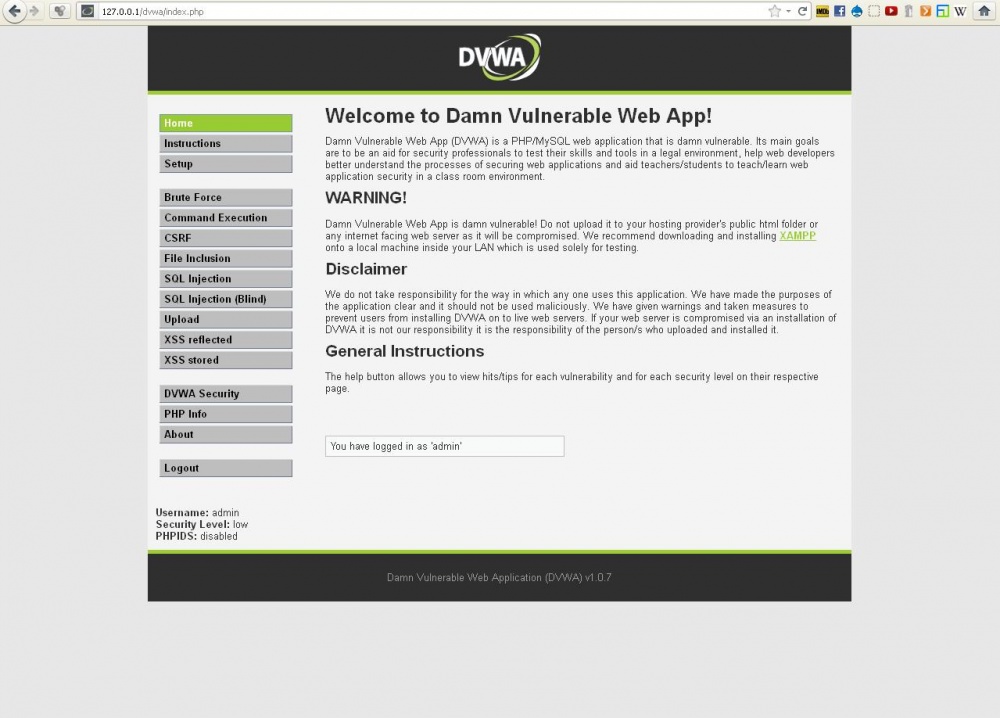 127.0.0.1/dvwa/index.php
IMDb
W
DVWA
Home
Instructions
Setup
Brute Force
Command Execution
CSRF
File Inclusion
SQL Injection
SQL Injection (Blind)
Upload
XSS reflected
XSS stored
DVWA Security
PHP Info
About
Logout
Username: admin
Security Level: low
PHPIDS: disabled
Welcome to Damn Vulnerable Web App!
Damn Vulnerable Web App (DVWA) is a PHP/MySQL web application that is damn vulnerable. Its main goals
are to be an aid for security professionals to test their skills and tools in a legal environment, help web developers
better understand the processes of securing web applications and aid teachers/students to teach/learn web
application security in a class room environment.
WARNING!
Damn Vulnerable Web App is damn vulnerable! Do not upload it to your hosting provider's public html folder or
any internet facing web server as it will be compromised. We recommend downloading and installing XAMPP
onto a local machine inside your LAN which is used solely for testing.
Disclaimer
We do not take responsibility for the way in which any one uses this application. We have made the purposes of
the application clear and it should not be used maliciously. We have given warnings and taken measures to
prevent users from installing DVWA on to live web servers. If your web server is compromised via an installation of
DVWA it is not our responsibility it is the responsibility of the person/s who uploaded and installed it.
General Instructions
The help button allows you to view hits/tips for each vulnerability and for each security level on their respective
page.
You have logged in as 'admin'
Damn Vulnerable Web Application (DVWA) v1.0.7